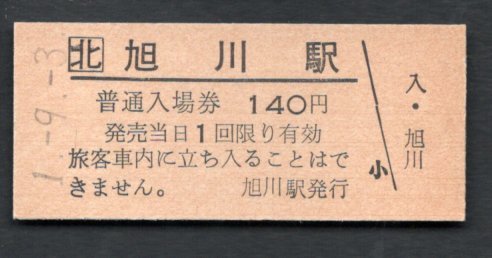 北 旭川駅
普通入場券 140円
発売当日1回限り有効
旅客車内に立ち入ることはで
きません。 旭川駅発行
小
入・旭川
1-9.-3